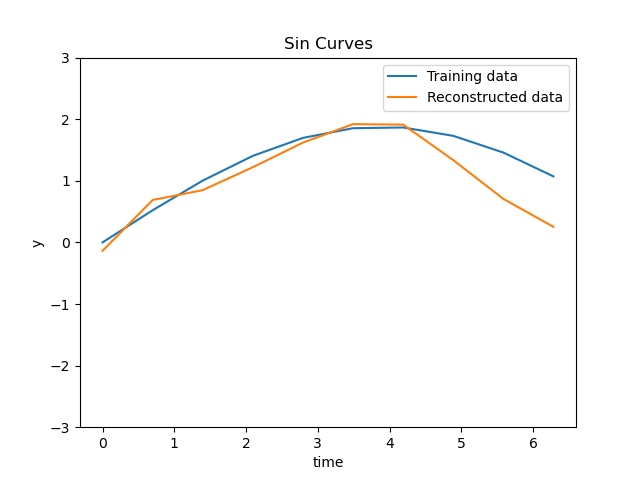 Sin Curves
Training data
Reconstructed data
3
2
1
0
−1
−2
−3
y
0 1 2 3 4 5 6
time